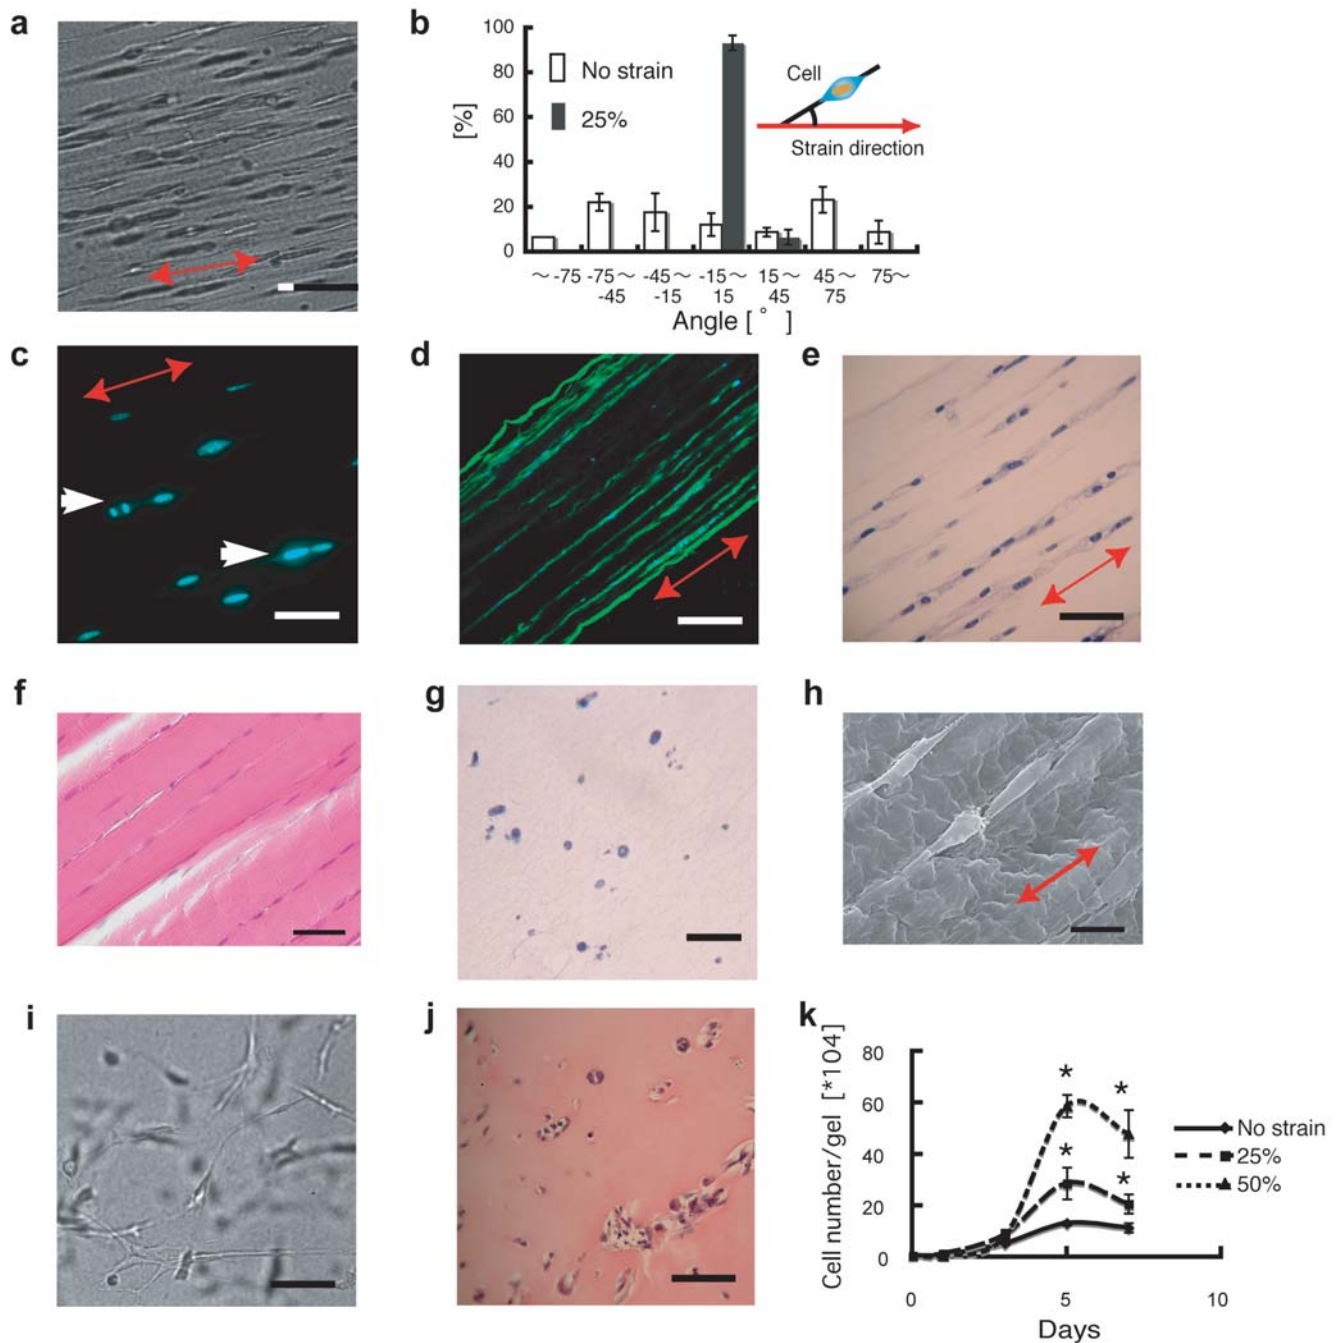 a
b
100
80
60
40
20
0
[%]
No strain
25%
Cell
Strain direction
～ -75 -75～ -45～ -15～ 15～ 45～ 75～
-45 -15 15 45 75
Angle [ ° ]
c
d
e
f
g
h
i
j
k
80
60
40
20
0
Cell number/gel [*104]
* *
* *
No strain
25%
50%
0 5 10
Days